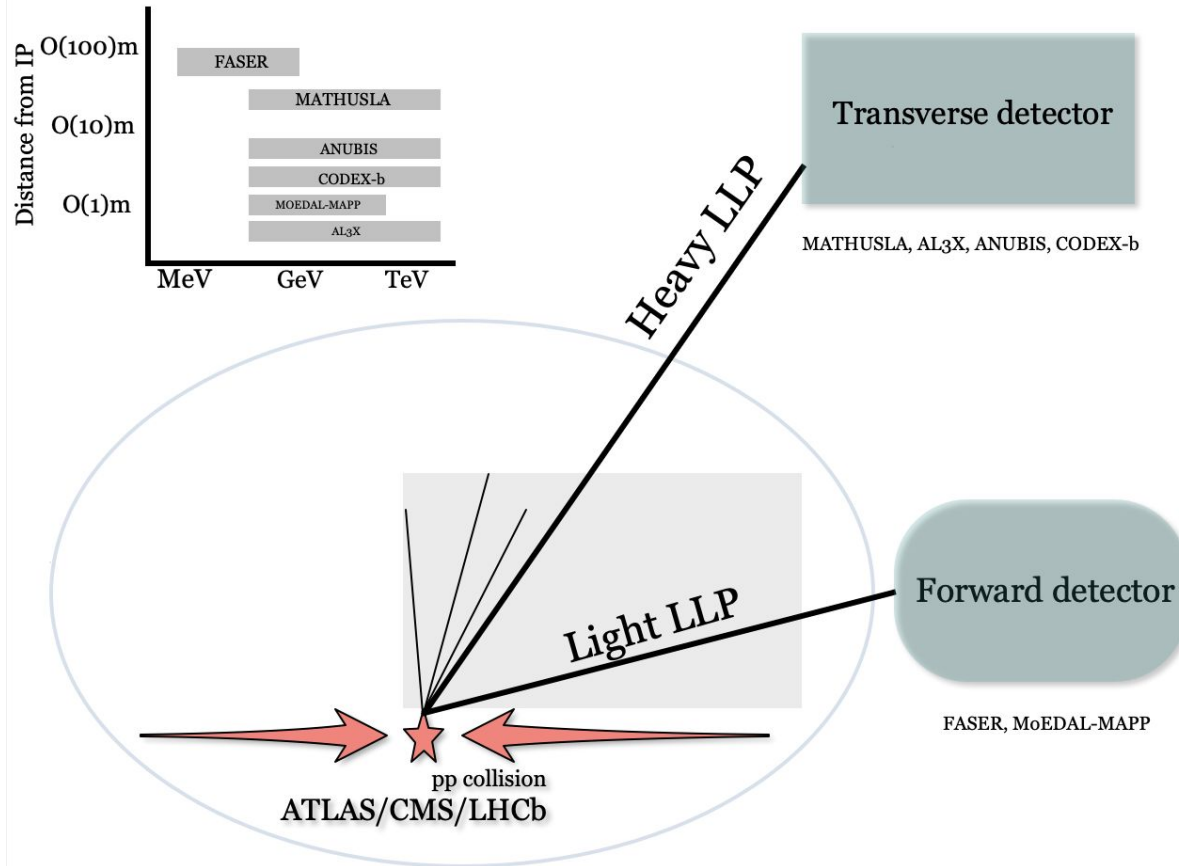 Distance from IP
O(100)m
O(10)m
O(1)m
FASER
MATHUSLA
ANUBIS
CODEX-b
MOEDAL-MAPP
AL3X
MeV GeV TeV
Transverse detector
MATHUSLA, AL3X, ANUBIS, CODEX-b
Heavy LLP
Light LLP
Forward detector
FASER, MoEDAL-MAPP
pp collision
ATLAS/CMS/LHCb